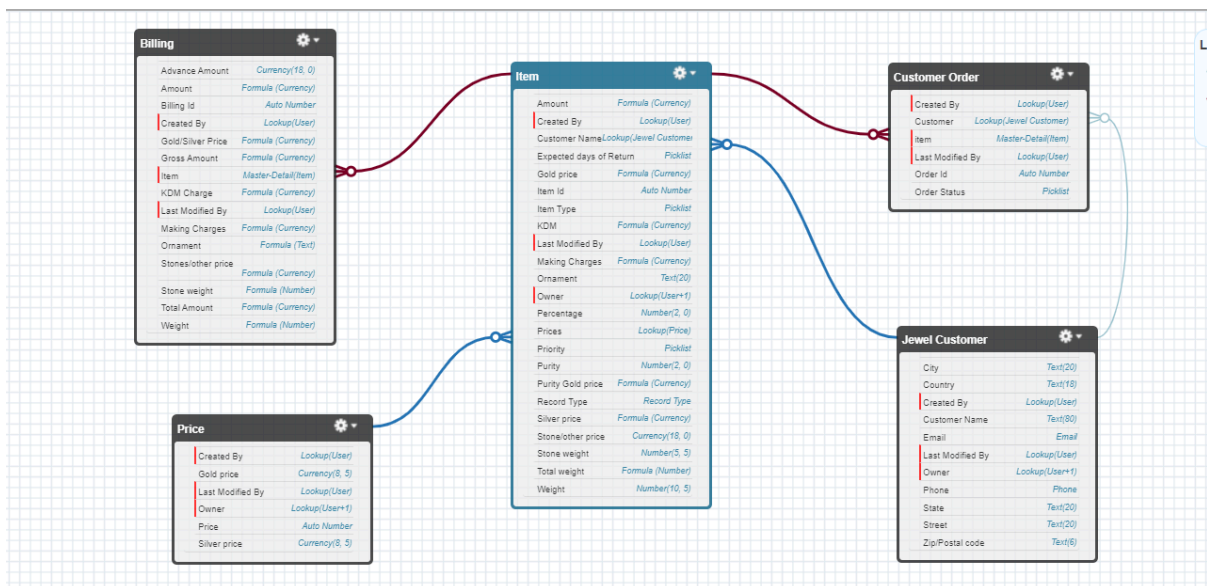 Billing
Advance Amount Currency(18, 0)
Amount Formula (Currency)
Billing Id Auto Number
Created By Lookup(User)
Gold/Silver Price Formula (Currency)
Gross Amount Formula (Currency)
Item Master-Detail(Item)
KDM Charge Formula (Currency)
Last Modified By Lookup(User)
Making Charges Formula (Currency)
Ornament Formula (Text)
Stones/other price
Formula (Currency)
Stone weight Formula (Number)
Total Amount Formula (Currency)
Weight Formula (Number)
Price
Created By Lookup(User)
Gold price Currency(8, 5)
Last Modified By Lookup(User)
Owner Lookup(User+1)
Price Auto Number
Silver price Currency(8, 5)
Item
Amount Formula (Currency)
Created By Lookup(User)
Customer Name Lookup(Jewel Customer
Expected days of Return Picklist
Gold price Formula (Currency)
Item Id Auto Number
Item Type Picklist
KDM Formula (Currency)
Last Modified By Lookup(User)
Making Charges Formula (Currency)
Ornament Text(20)
Owner Lookup(User+1)
Percentage Number(2, 0)
Prices Lookup(Price)
Priority Picklist
Purity Number(2, 0)
Purity Gold price Formula (Currency)
Record Type Record Type
Silver price Formula (Currency)
Stone/other price Currency(18, 0)
Stone weight Number(5, 5)
Total weight Formula (Number)
Weight Number(10, 5)
Customer Order
Created By Lookup(User)
Customer Lookup(Jewel Customer)
item Master-Detail(Item)
Last Modified By Lookup(User)
Order Id Auto Number
Order Status Picklist
Jewel Customer
City Text(20)
Country Text(18)
Created By Lookup(User)
Customer Name Text(80)
Email Email
Last Modified By Lookup(User)
Owner Lookup(User+1)
Phone Phone
State Text(20)
Street Text(20)
Zip/Postal code Text(6)
L